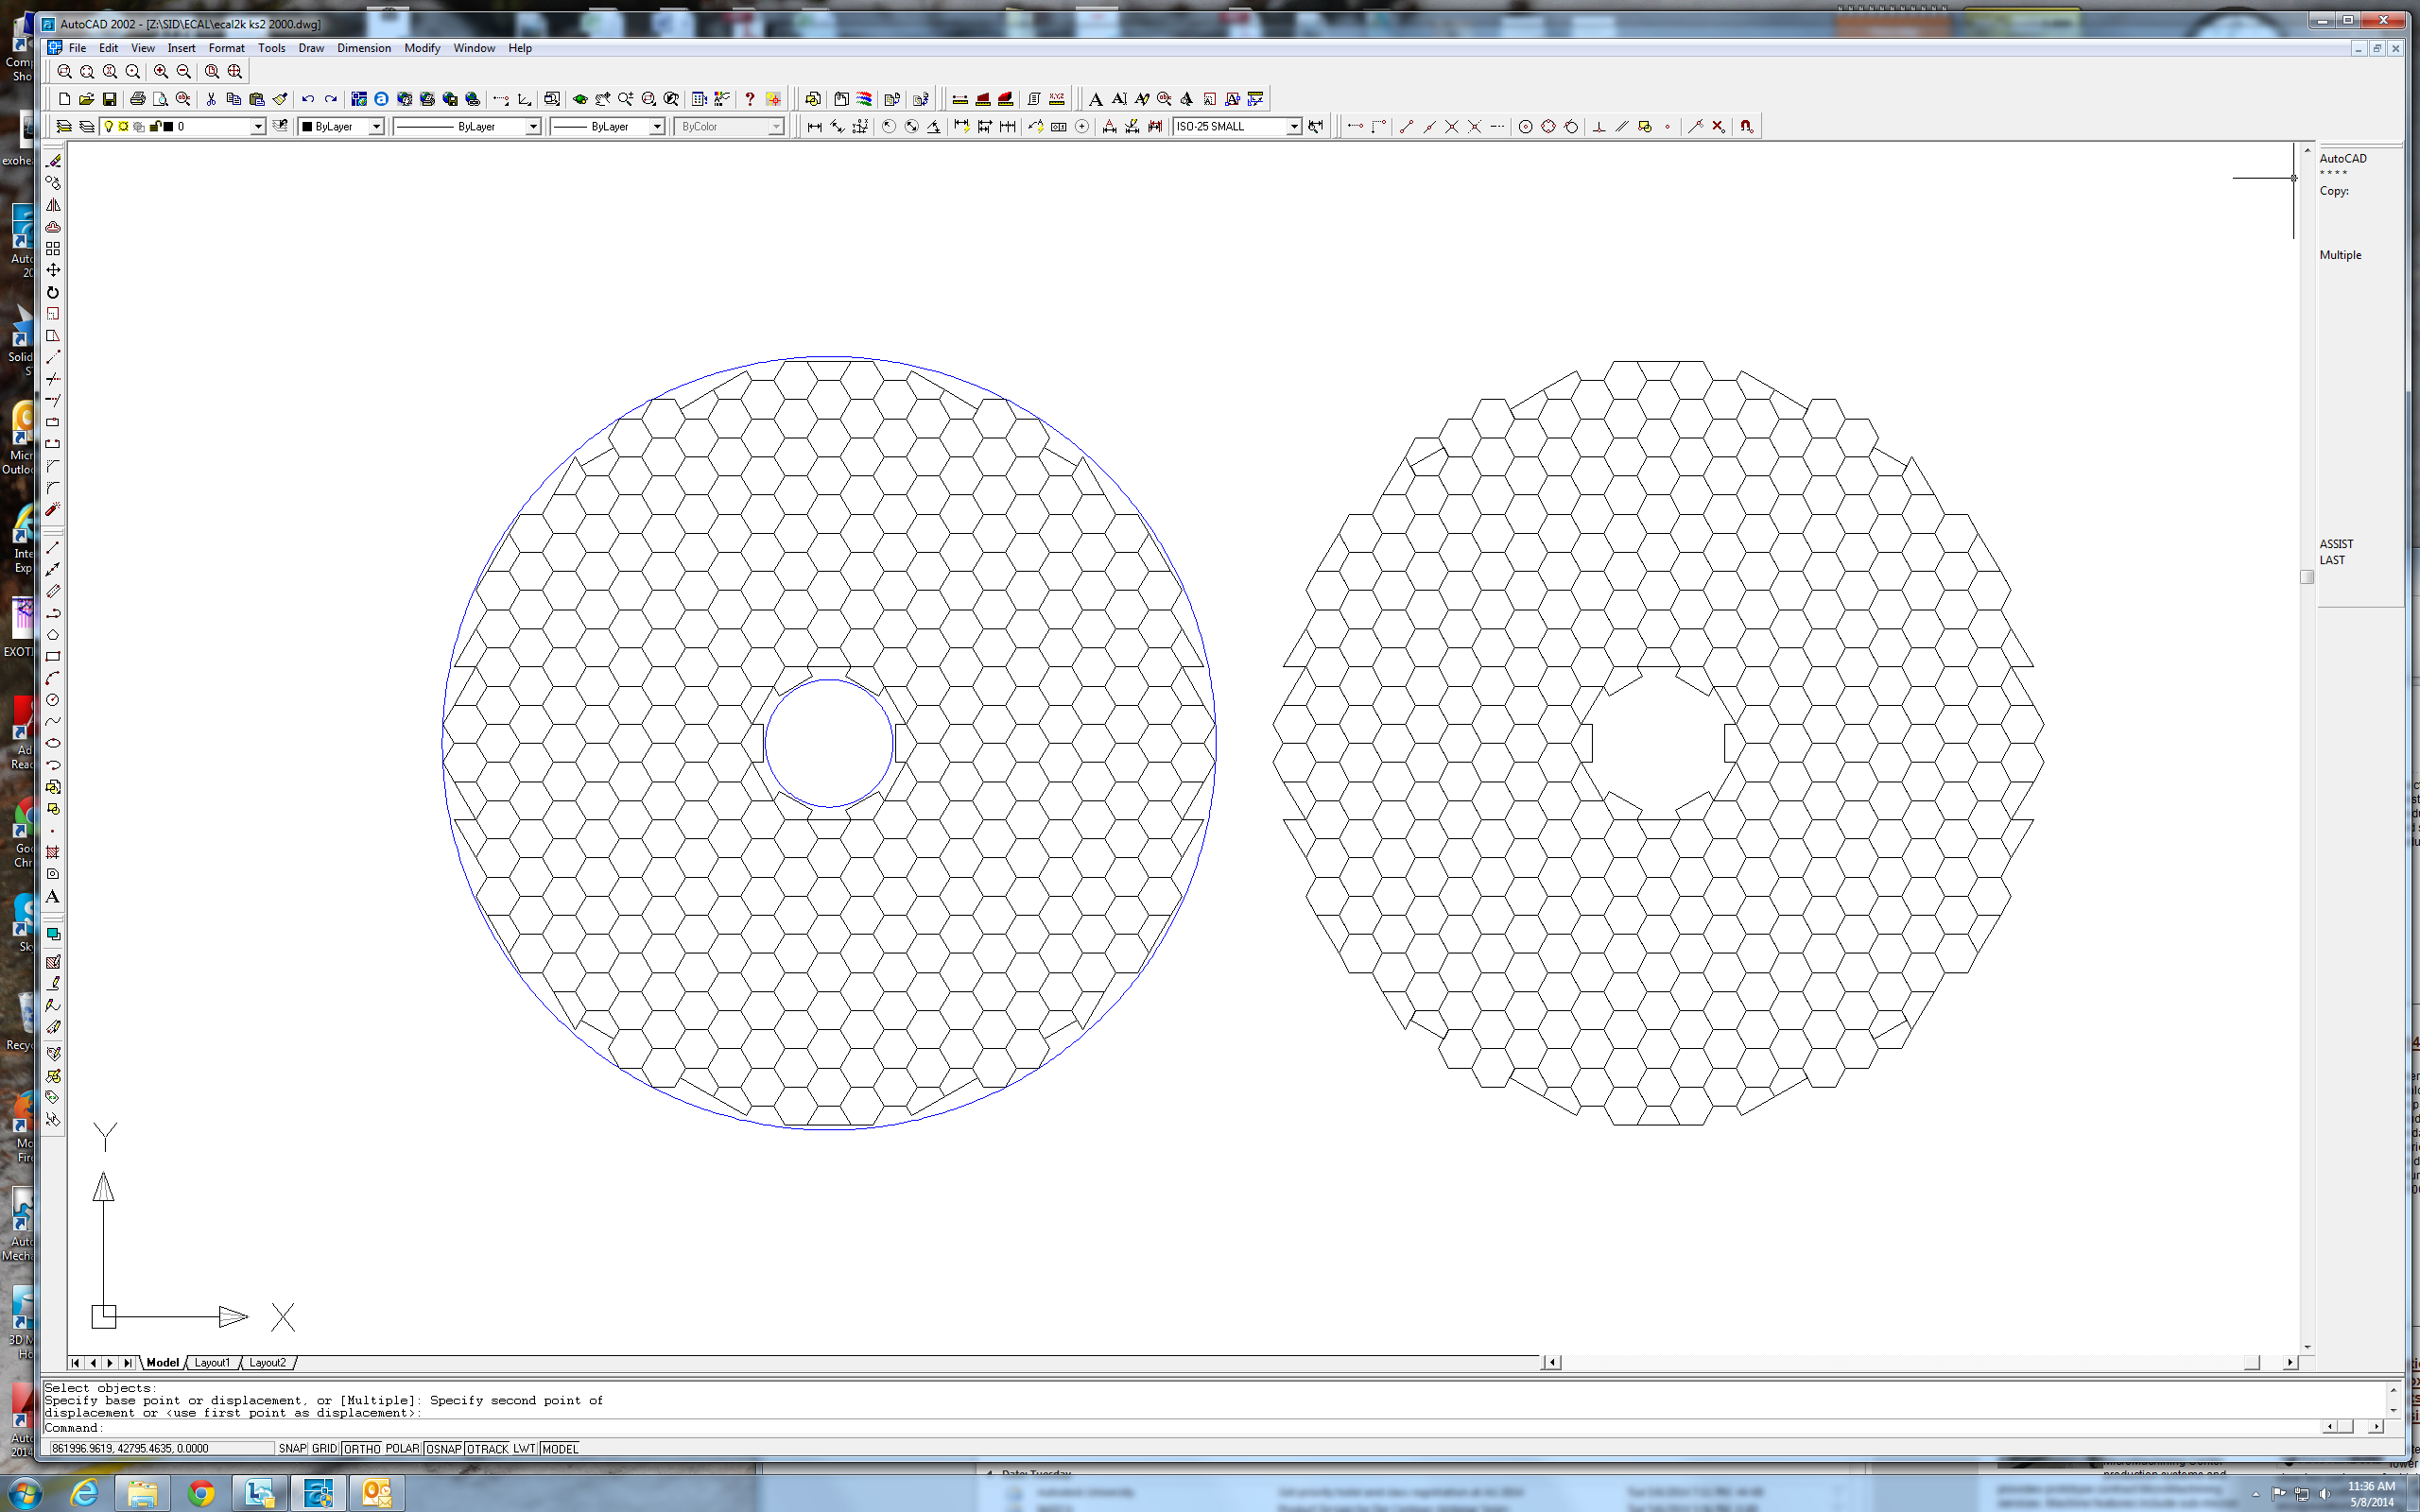 AutoCAD 2002 - [Z:\SID\ECAL\ecal2k ks2 2000.dwg]
File Edit View Insert Format Tools Draw Dimension Modify Window Help
0 ByLayer ByLayer ByLayer ByColor ISO-25 SMALL
AutoCAD
* * * *
Copy:
Multiple
ASSIST
LAST
Y
X
Model Layout1 Layout2
Select objects:
Specify base point or displacement, or [Multiple]: Specify second point of
displacement or <use first point as displacement>:
Command:
861996.9619, 42795.4635, 0.0000 SNAP GRID ORTHO POLAR OSNAP OTRACK LWT MODEL
Date: Tuesday
11:36 AM
5/8/2014